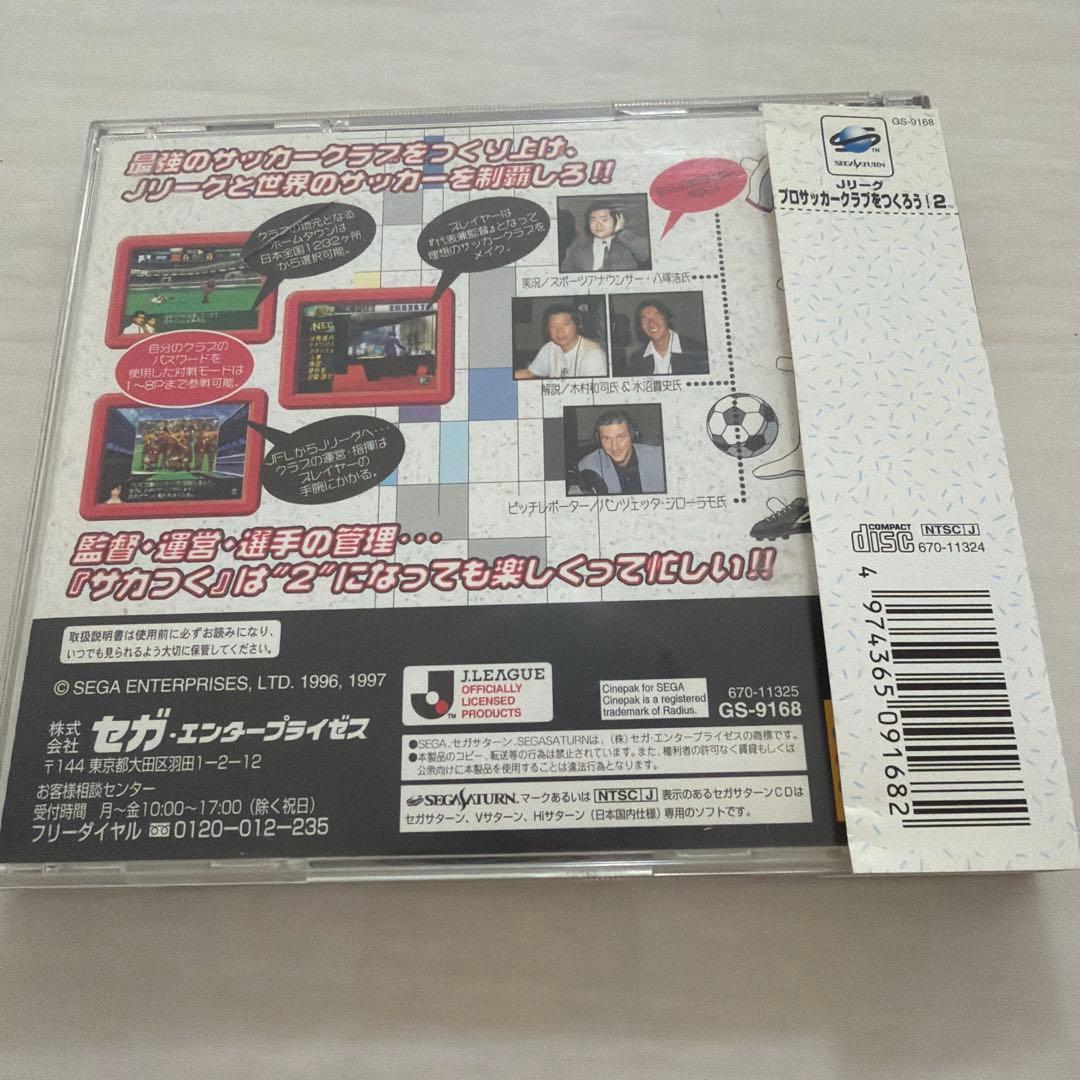 最強のサッカークラブをつくり上げ、
Jリーグと世界のサッカーを制覇しろ!!
クラブの地元となる
ホームタウンは
日本全国1232ヶ所
から選択可能。
プレイヤーは
『代表兼監督』となって
理想のサッカークラブを
メイク。
実況/スポーツアナウンサー・八塚浩氏
自分のクラブの
パスワードを
使用した対戦モードは
1〜8Pまで参戦可能。
解説/木村和司氏&水沼貴史氏
JFLからJリーグへ・・・
クラブの運営・指揮は
プレイヤーの
手腕にかかる。
ピッチレポーター/パンツェッタ・ジローラモ氏
監督・運営・選手の管理・・・
『サカつく』は"2"になっても楽しくって忙しい!!
取扱説明書は使用前に必ずお読みになり、
いつでも見られるよう大切に保管してください。
© SEGA ENTERPRISES, LTD. 1996, 1997
株式会社 セガ・エンタープライゼス
〒144 東京都大田区羽田1−2−12
お客様相談センター
受付時間 月〜金10:00〜17:00(除く祝日)
フリーダイヤル 0120−012−235
J.LEAGUE
OFFICIALLY
LICENSED
PRODUCTS
TM
Cinepak for SEGA
Cinepak is a registered
trademark of Radius.
670-11325
GS-9168
●SEGA、セガサターン、SEGASATURNは、(株)セガ・エンタープライゼスの商標です。
●本製品のコピー、転送等の行為は禁止されています。また、権利者の許可なく賃貸もしくは
公衆向けに本製品を使用することは違法行為となります。
SEGASATURN™ マークあるいは NTSC J 表示のあるセガサターンCDは
セガサターン、Vサターン、Hiサターン(日本国内仕様)専用のソフトです。
GS-9168
TM
SEGASATURN
Jリーグ
プロサッカークラブをつくろう!2
COMPACT
disc
NTSC J
670-11324
4 974365 091682